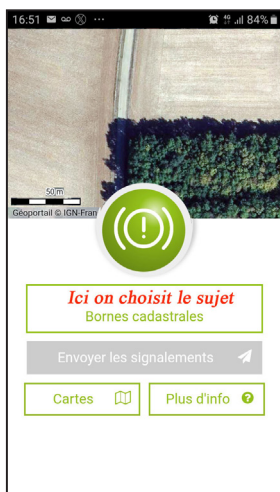 16:51 ... 4G 84%
50 m
Géoportail © IGN-Fran
Ici on choisit le sujet
Bornes cadastrales
Envoyer les signalements
Cartes
Plus d'info